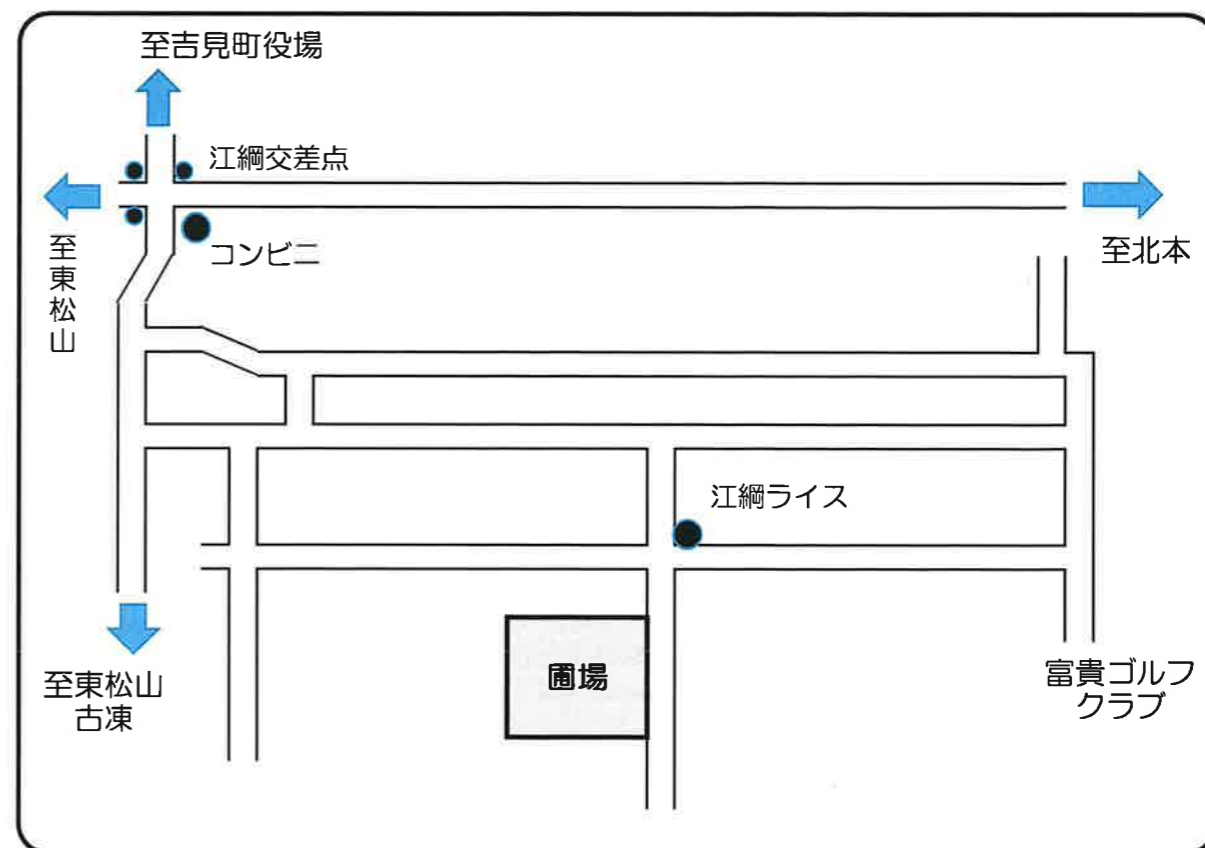 至吉見町役場
江綱交差点
コンビニ
至東松山
至北本
江綱ライス
圃場
至東松山
古凍
富貴ゴルフ
クラブ